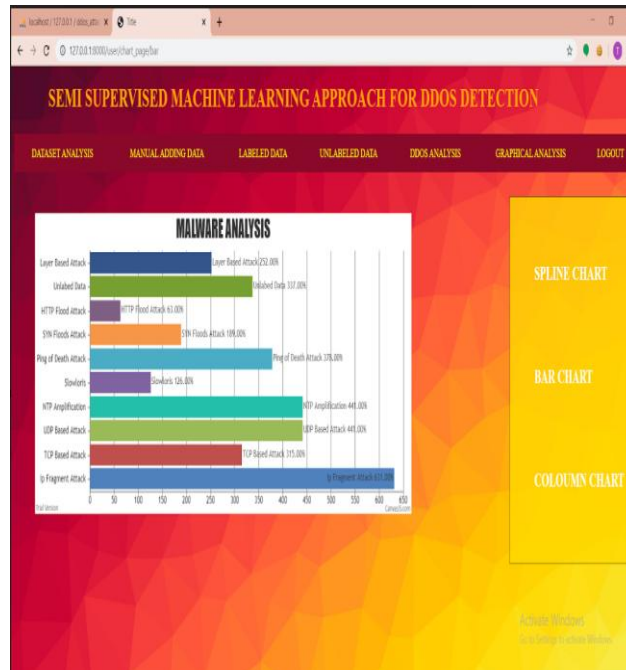 localhost / 127.0.0.1 / ddos_atta
Title
127.0.0.1:8000/user/chart_page/bar
SEMI SUPERVISED MACHINE LEARNING APPROACH FOR DDOS DETECTION
DATASET ANALYSIS MANUAL ADDING DATA LABELED DATA UNLABELED DATA DDOS ANALYSIS GRAPHICAL ANALYSIS LOGOUT
MALWARE ANALYSIS
Layer Based Attack Layer Based Attack 252.00%
Unlabed Data Unlabed Data 337.00%
HTTP Flood Attack HTTP Flood Attack 63.00%
SYN Floods Attack SYN Floods Attack 189.00%
Ping of Death Attack Ping of Death Attack 378.00%
Slowloris Slowloris 126.00%
NTP Amplification NTP Amplification 441.00%
UDP Based Attack UDP Based Attack 441.00%
TCP Based Attack TCP Based Attack 315.00%
Ip Fragment Attack Ip Fragment Attack
0 50 100 150 200 250 300 350 400 450 500 550 600 650
Trial Version CanvasJS.com
SPLINE CHART
BAR CHART
COLOUMN CHART
Activate Windows
Go to Settings to activate Windows.